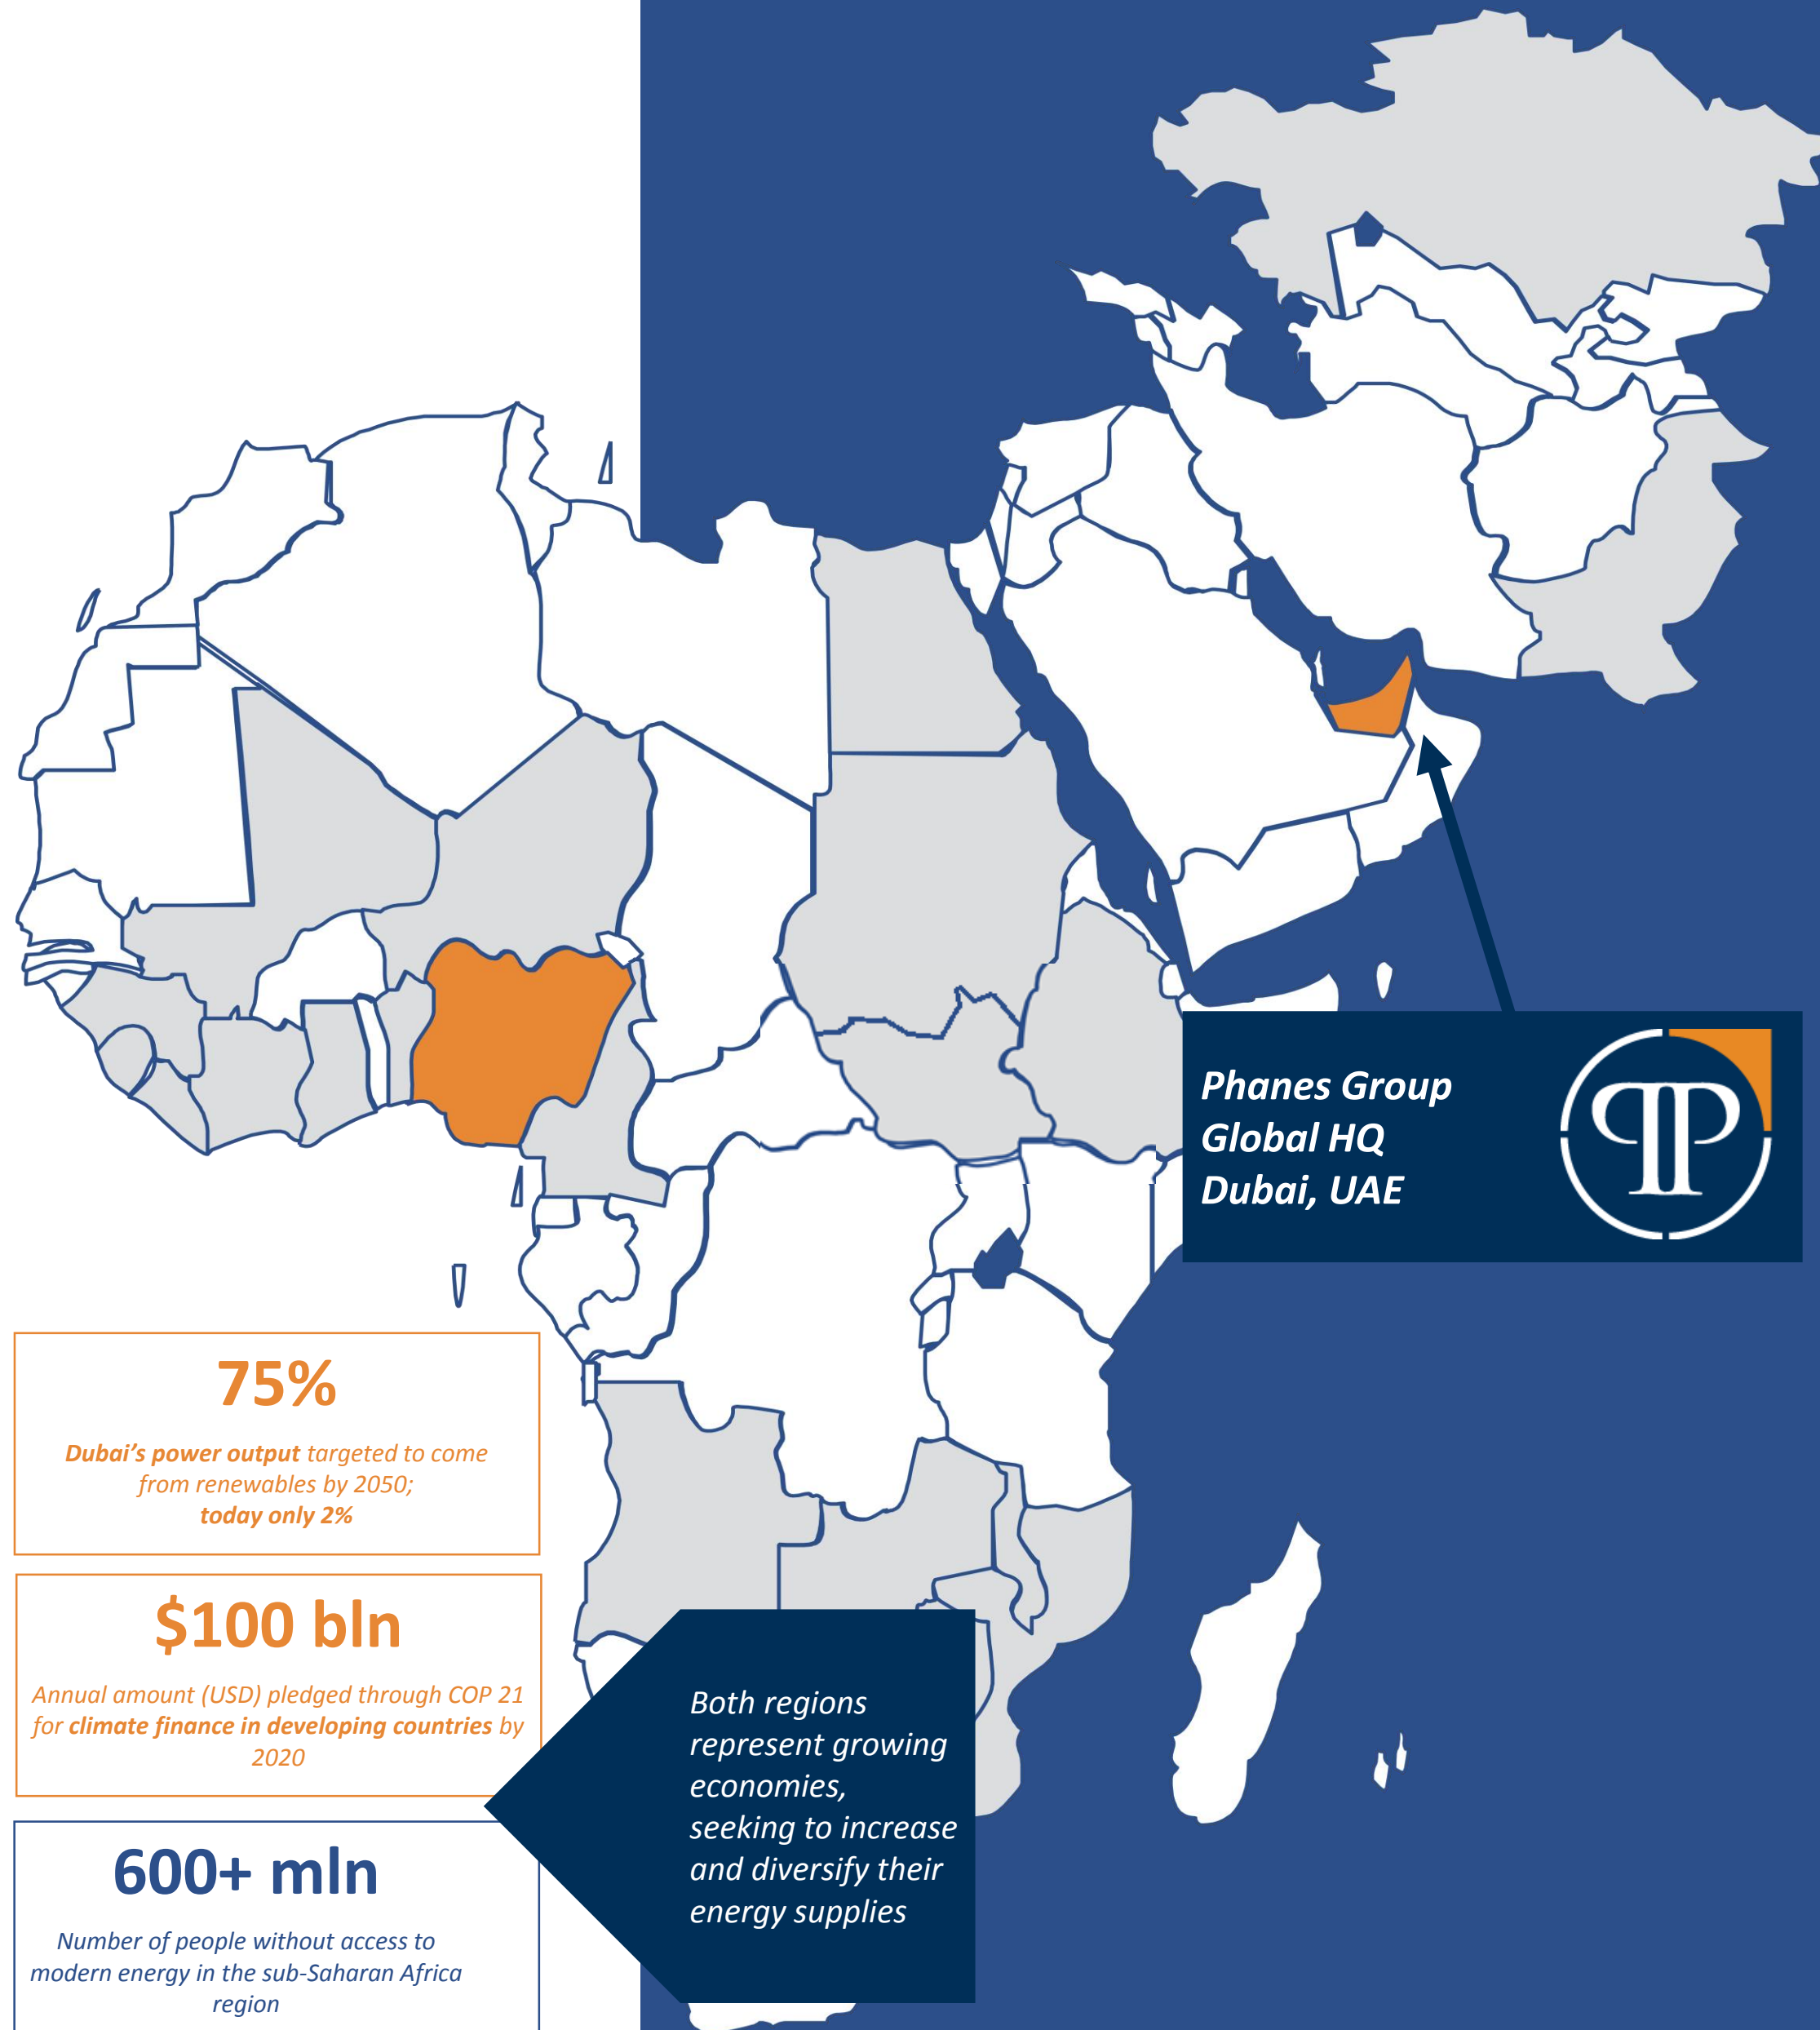 Phanes Group
Global HQ
Dubai, UAE
75%
Dubai's power output targeted to come
from renewables by 2050;
today only 2%
$100 bln
Annual amount (USD) pledged through COP 21
for climate finance in developing countries by
2020
600+ mln
Number of people without access to
modern energy in the sub-Saharan Africa
region
Both regions
represent growing
economies,
seeking to increase
and diversify their
energy supplies